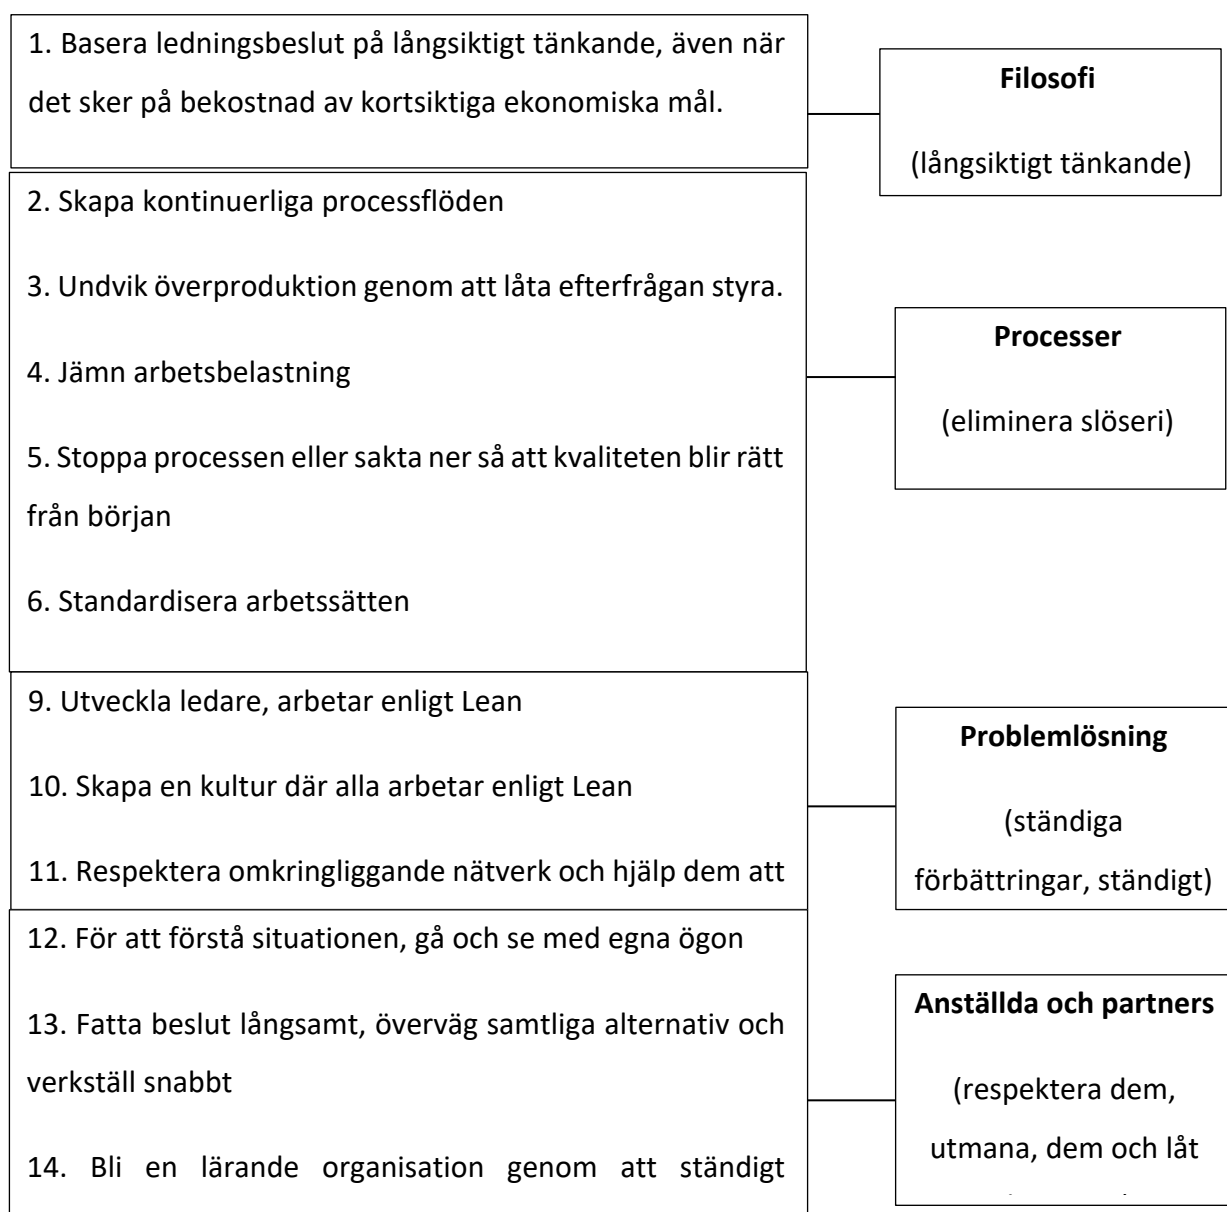 1. Basera ledningsbeslut på långsiktigt tänkande, även när
det sker på bekostnad av kortsiktiga ekonomiska mål.
Filosofi
(långsiktigt tänkande)
2. Skapa kontinuerliga processflöden
3. Undvik överproduktion genom att låta efterfrågan styra.
4. Jämn arbetsbelastning
5. Stoppa processen eller sakta ner så att kvaliteten blir rätt
från början
6. Standardisera arbetssätten
Processer
(eliminera slöseri)
9. Utveckla ledare, arbetar enligt Lean
10. Skapa en kultur där alla arbetar enligt Lean
11. Respektera omkringliggande nätverk och hjälp dem att
Problemlösning
(ständiga
förbättringar, ständigt)
12. För att förstå situationen, gå och se med egna ögon
13. Fatta beslut långsamt, överväg samtliga alternativ och
verkställ snabbt
14. Bli en lärande organisation genom att ständigt
Anställda och partners
(respektera dem,
utmana, dem och låt